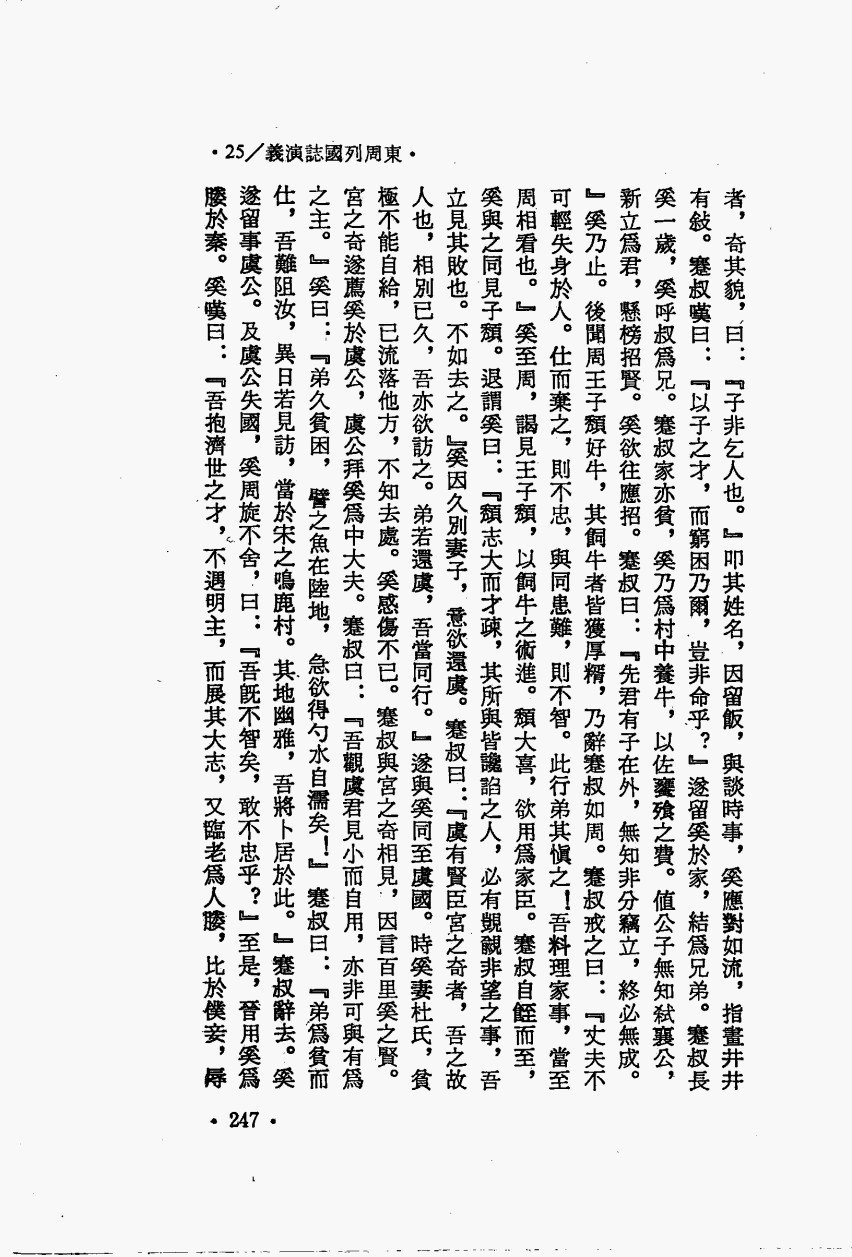 ·25／義演誌國列周東·
者，奇其貌，曰：『子非乞人也。』叩其姓名，因留飯，與談時事，奚應對如流，指畫井井
有敍。蹇叔嘆曰：『以子之才，而窮困乃爾，豈非命乎？』遂留奚於家，結爲兄弟。蹇叔長
奚一歲，奚呼叔爲兄。蹇叔家亦貧，奚乃爲村中養牛，以佐饔飧之費。値公子無知弒襄公，
新立爲君，懸榜招賢。奚欲往應招。蹇叔曰：『先君有子在外，無知非分竊立，終必無成。
』奚乃止。後聞周王子頹好牛，其飼牛者皆獲厚糈，乃辭蹇叔如周。蹇叔戒之曰：『丈夫不
可輕失身於人。仕而棄之，則不忠，與同患難，則不智。此行弟其愼之！吾料理家事，當至
周相看也。』奚至周，謁見王子頹，以飼牛之術進。頹大喜，欲用爲家臣。蹇叔自銍而至，
奚與之同見子頹。退謂奚曰：『頹志大而才疎，其所與皆讒諂之人，必有覬覦非望之事，吾
立見其敗也。不如去之。』奚因久別妻子，意欲還虞。蹇叔曰：『虞有賢臣宮之奇者，吾之故
人也，相別已久，吾亦欲訪之。弟若還虞，吾當同行。』遂與奚同至虞國。時奚妻杜氏，貧
極不能自給，已流落他方，不知去處。奚感傷不已。蹇叔與宮之奇相見，因言百里奚之賢。
宮之奇遂薦奚於虞公，虞公拜奚爲中大夫。蹇叔曰：『吾觀虞君見小而自用，亦非可與有爲
之主。』奚曰：『弟久貧困，譬之魚在陸地，急欲得勺水自濡矣！』蹇叔曰：『弟爲貧而
仕，吾難阻汝，異日若見訪，當於宋之鳴鹿村。其地幽雅，吾將卜居於此。』蹇叔辭去。奚
遂留事虞公。及虞公失國，奚周旋不舍，曰：『吾旣不智矣，敢不忠乎？』至是，晉用奚爲
媵於秦。奚嘆曰：『吾抱濟世之才，不遇明主，而展其大志，又臨老爲人媵，比於僕妾，辱
·247·